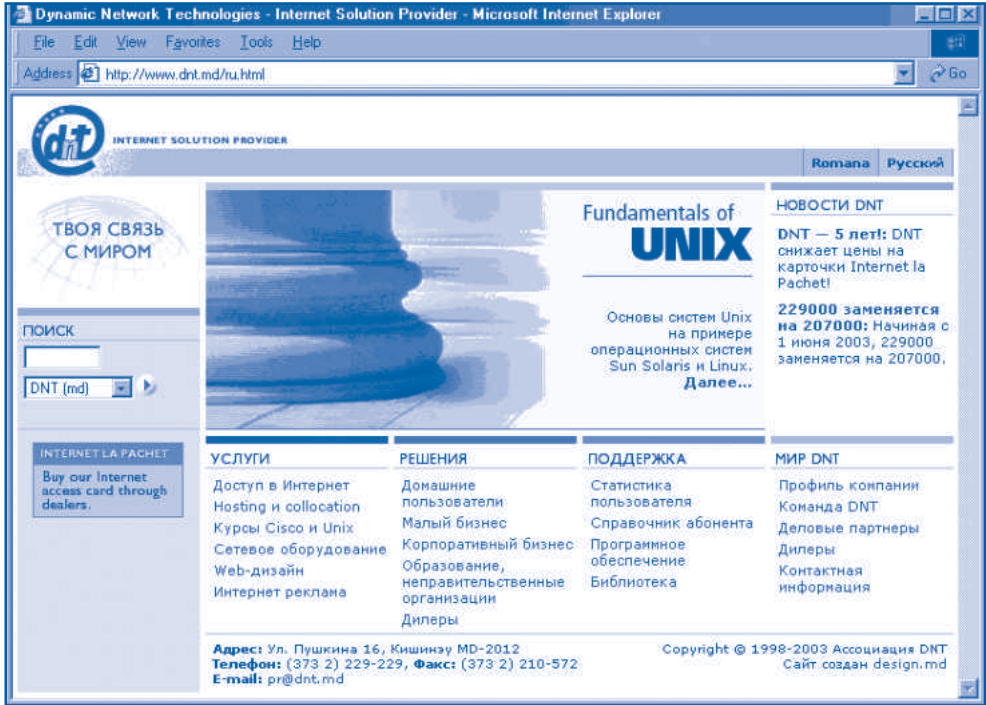 Dynamic Network Technologies - Internet Solution Provider - Microsoft Internet Explorer
File Edit View Favorites Tools Help
Address http://www.dnt.md/ru.html Go
dnt
INTERNET SOLUTION PROVIDER
Romana Русский
ТВОЯ СВЯЗЬ
С МИРОМ
ПОИСК
DNT (md)
INTERNET LA PACHET
Buy our Internet
access card through
dealers.
Fundamentals of
UNIX
Основы систем Unix
на примере
операционных систем
Sun Solaris и Linux.
Далее...
НОВОСТИ DNT
DNT — 5 лет!: DNT
снижает цены на
карточки Internet la
Pachet!
229000 заменяется
на 207000: Начиная с
1 июня 2003, 229000
заменяется на 207000.
УСЛУГИ
Доступ в Интернет
Hosting и collocation
Курсы Cisco и Unix
Сетевое оборудование
Web-дизайн
Интернет реклама
РЕШЕНИЯ
Домашние
пользователи
Малый бизнес
Корпоративный бизнес
Образование,
неправительственные
организации
Дилеры
ПОДДЕРЖКА
Статистика
пользователя
Справочник абонента
Программное
обеспечение
Библиотека
МИР DNT
Профиль компании
Команда DNT
Деловые партнеры
Дилеры
Контактная
информация
Адрес: Ул. Пушкина 16, Кишинэу MD-2012
Телефон: (373 2) 229-229, Факс: (373 2) 210-572
E-mail: pr@dnt.md
Copyright © 1998-2003 Ассоциация DNT
Сайт создан design.md